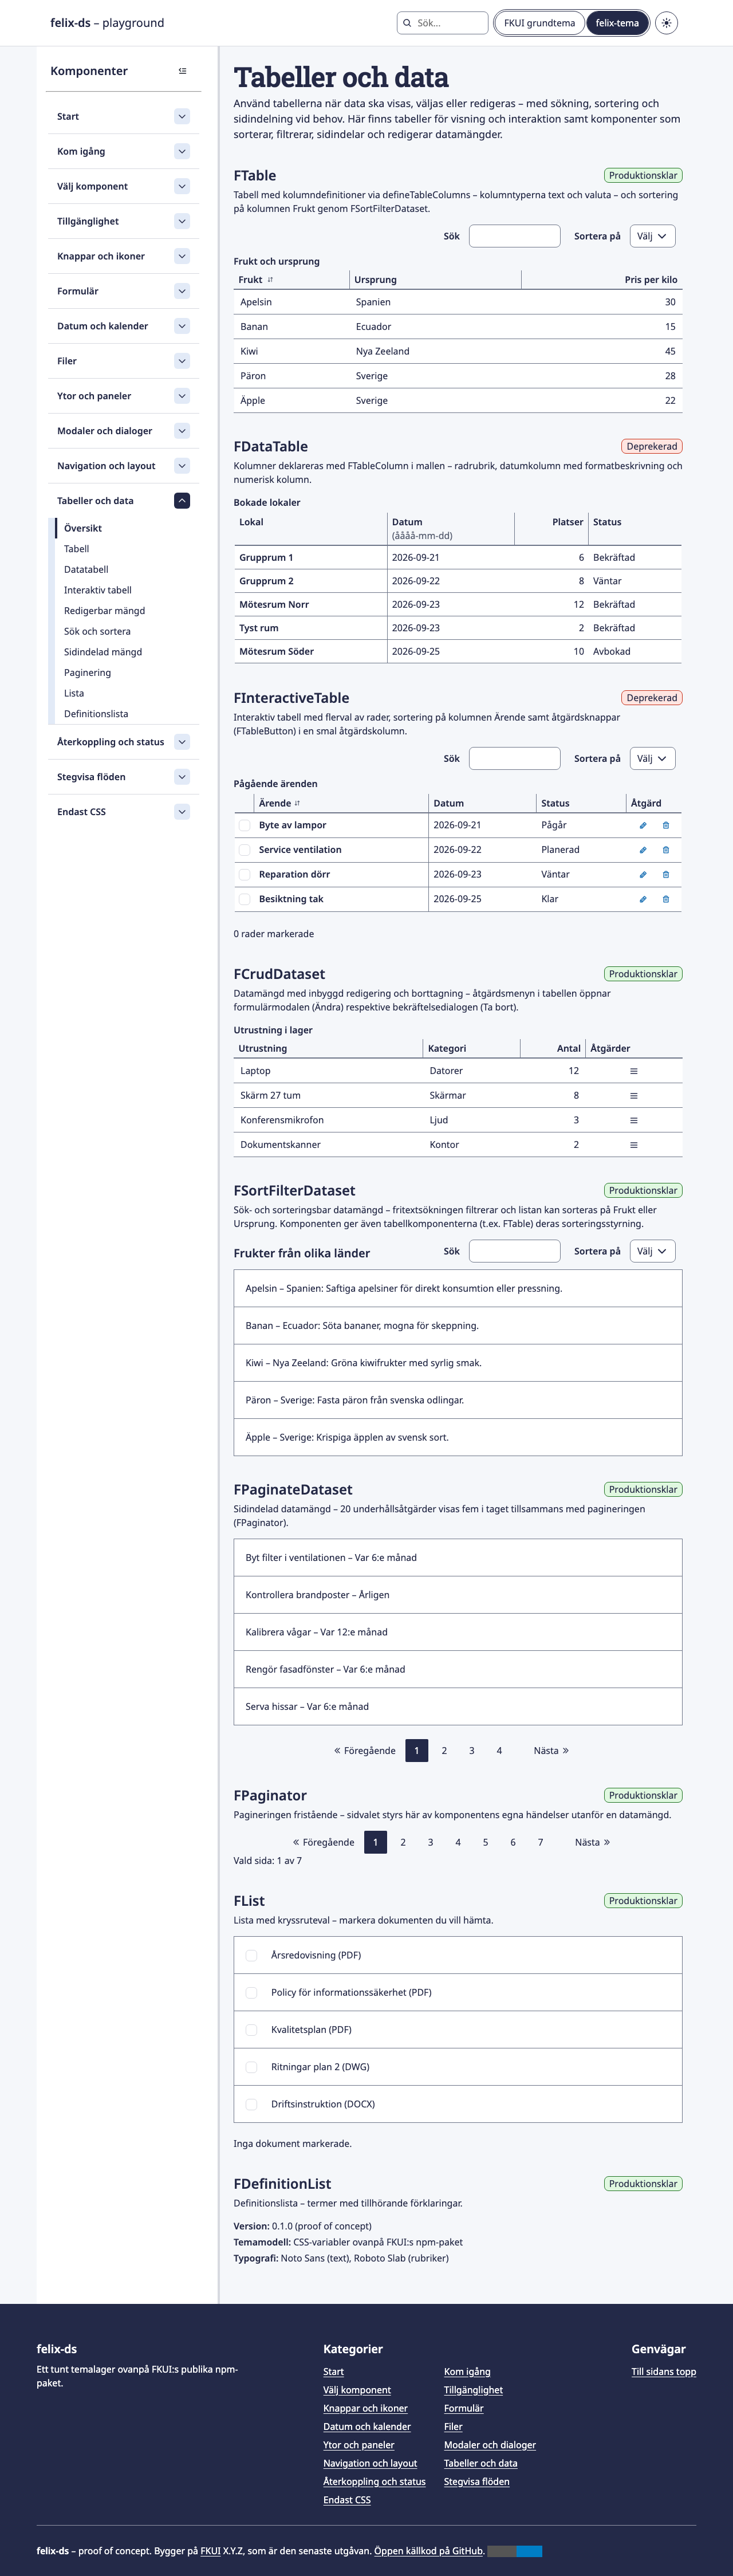 felix-ds – playground
Sök...
FKUI grundtema
felix-tema
Komponenter
Start
Kom igång
Välj komponent
Tillgänglighet
Knappar och ikoner
Formulär
Datum och kalender
Filer
Ytor och paneler
Modaler och dialoger
Navigation och layout
Tabeller och data
Översikt
Tabell
Datatabell
Interaktiv tabell
Redigerbar mängd
Sök och sortera
Sidindelad mängd
Paginering
Lista
Definitionslista
Återkoppling och status
Stegvisa flöden
Endast CSS
Tabeller och data
Använd tabellerna när data ska visas, väljas eller redigeras – med sökning, sortering och
sidindelning vid behov. Här finns tabeller för visning och interaktion samt komponenter som
sorterar, filtrerar, sidindelar och redigerar datamängder.
FTable
Produktionsklar
Tabell med kolumndefinitioner via defineTableColumns – kolumntyperna text och valuta – och sortering
på kolumnen Frukt genom FSortFilterDataset.
Sök
Sortera på
Välj
Frukt och ursprung
Frukt Ursprung Pris per kilo
Apelsin Spanien 30
Banan Ecuador 15
Kiwi Nya Zeeland 45
Päron Sverige 28
Äpple Sverige 22
FDataTable
Deprekerad
Kolumner deklareras med FTableColumn i mallen – radrubrik, datumkolumn med formatbeskrivning och
numerisk kolumn.
Bokade lokaler
Lokal Datum Platser Status
(åååå-mm-dd)
Grupprum 1 2026-09-21 6 Bekräftad
Grupprum 2 2026-09-22 8 Väntar
Mötesrum Norr 2026-09-23 12 Bekräftad
Tyst rum 2026-09-23 2 Bekräftad
Mötesrum Söder 2026-09-25 10 Avbokad
FInteractiveTable
Deprekerad
Interaktiv tabell med flerval av rader, sortering på kolumnen Ärende samt åtgärdsknappar
(FTableButton) i en smal åtgärdskolumn.
Sök
Sortera på
Välj
Pågående ärenden
Ärende Datum Status Åtgärd
Byte av lampor 2026-09-21 Pågår
Service ventilation 2026-09-22 Planerad
Reparation dörr 2026-09-23 Väntar
Besiktning tak 2026-09-25 Klar
0 rader markerade
FCrudDataset
Produktionsklar
Datamängd med inbyggd redigering och borttagning – åtgärdsmenyn i tabellen öppnar
formulärmodalen (Ändra) respektive bekräftelsedialogen (Ta bort).
Utrustning i lager
Utrustning Kategori Antal Åtgärder
Laptop Datorer 12
Skärm 27 tum Skärmar 8
Konferensmikrofon Ljud 3
Dokumentskanner Kontor 2
FSortFilterDataset
Produktionsklar
Sök- och sorteringsbar datamängd – fritextsökningen filtrerar och listan kan sorteras på Frukt eller
Ursprung. Komponenten ger även tabellkomponenterna (t.ex. FTable) deras sorteringsstyrning.
Frukter från olika länder
Sök
Sortera på
Välj
Apelsin – Spanien: Saftiga apelsiner för direkt konsumtion eller pressning.
Banan – Ecuador: Söta bananer, mogna för skeppning.
Kiwi – Nya Zeeland: Gröna kiwifrukter med syrlig smak.
Päron – Sverige: Fasta päron från svenska odlingar.
Äpple – Sverige: Krispiga äpplen av svensk sort.
FPaginateDataset
Produktionsklar
Sidindelad datamängd – 20 underhållsåtgärder visas fem i taget tillsammans med pagineringen
(FPaginator).
Byt filter i ventilationen – Var 6:e månad
Kontrollera brandposter – Årligen
Kalibrera vågar – Var 12:e månad
Rengör fasadfönster – Var 6:e månad
Serva hissar – Var 6:e månad
Föregående 1 2 3 4 Nästa
FPaginator
Produktionsklar
Pagineringen fristående – sidvalet styrs här av komponentens egna händelser utanför en datamängd.
Föregående 1 2 3 4 5 6 7 Nästa
Vald sida: 1 av 7
FList
Produktionsklar
Lista med kryssruteval – markera dokumenten du vill hämta.
Årsredovisning (PDF)
Policy för informationssäkerhet (PDF)
Kvalitetsplan (PDF)
Ritningar plan 2 (DWG)
Driftsinstruktion (DOCX)
Inga dokument markerade.
FDefinitionList
Produktionsklar
Definitionslista – termer med tillhörande förklaringar.
Version: 0.1.0 (proof of concept)
Temamodell: CSS-variabler ovanpå FKUI:s npm-paket
Typografi: Noto Sans (text), Roboto Slab (rubriker)
felix-ds
Ett tunt temalager ovanpå FKUI:s publika npm-
paket.
Kategorier
Start
Kom igång
Välj komponent
Tillgänglighet
Knappar och ikoner
Formulär
Datum och kalender
Filer
Ytor och paneler
Modaler och dialoger
Navigation och layout
Tabeller och data
Återkoppling och status
Stegvisa flöden
Endast CSS
Genvägar
Till sidans topp
felix-ds – proof of concept. Bygger på FKUI X.Y.Z, som är den senaste utgåvan. Öppen källkod på GitHub.